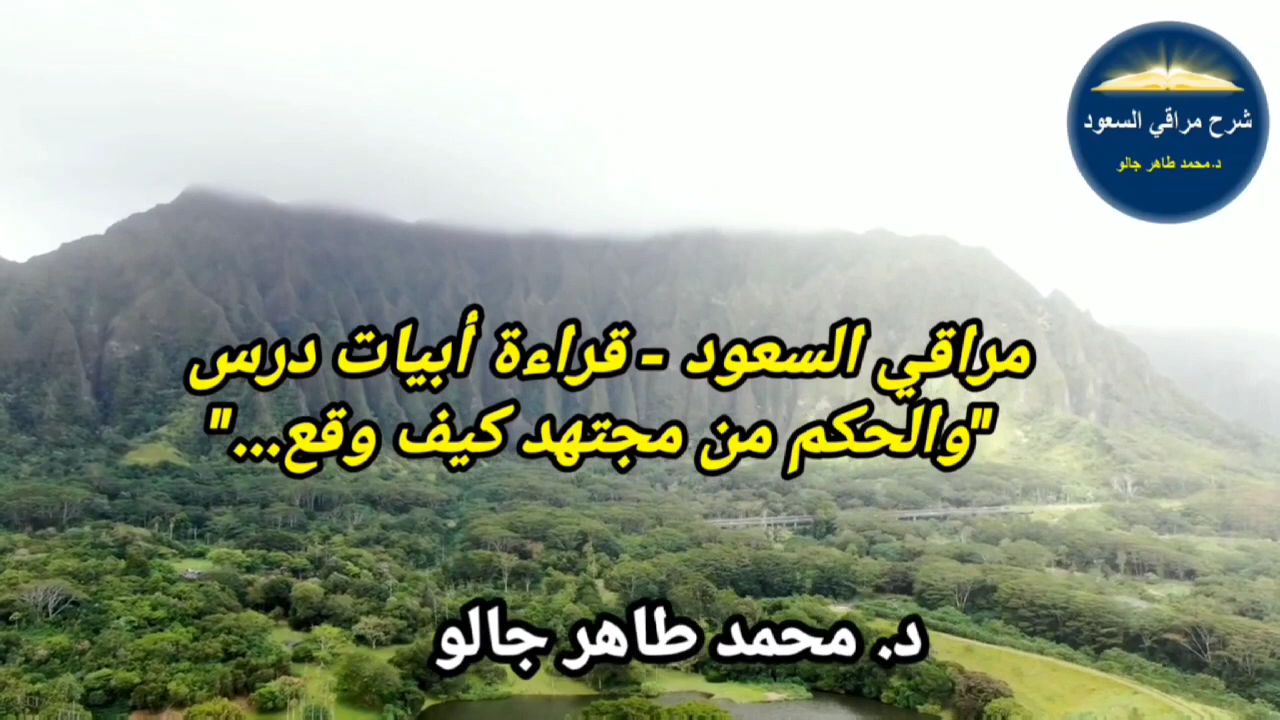 شرح مراقي السعود
د.محمد طاهر جالو
مراقي السعود - قراءة أبيات درس
"والحكم من مجتهد كيف وقع..."
د. محمد طاهر جالو